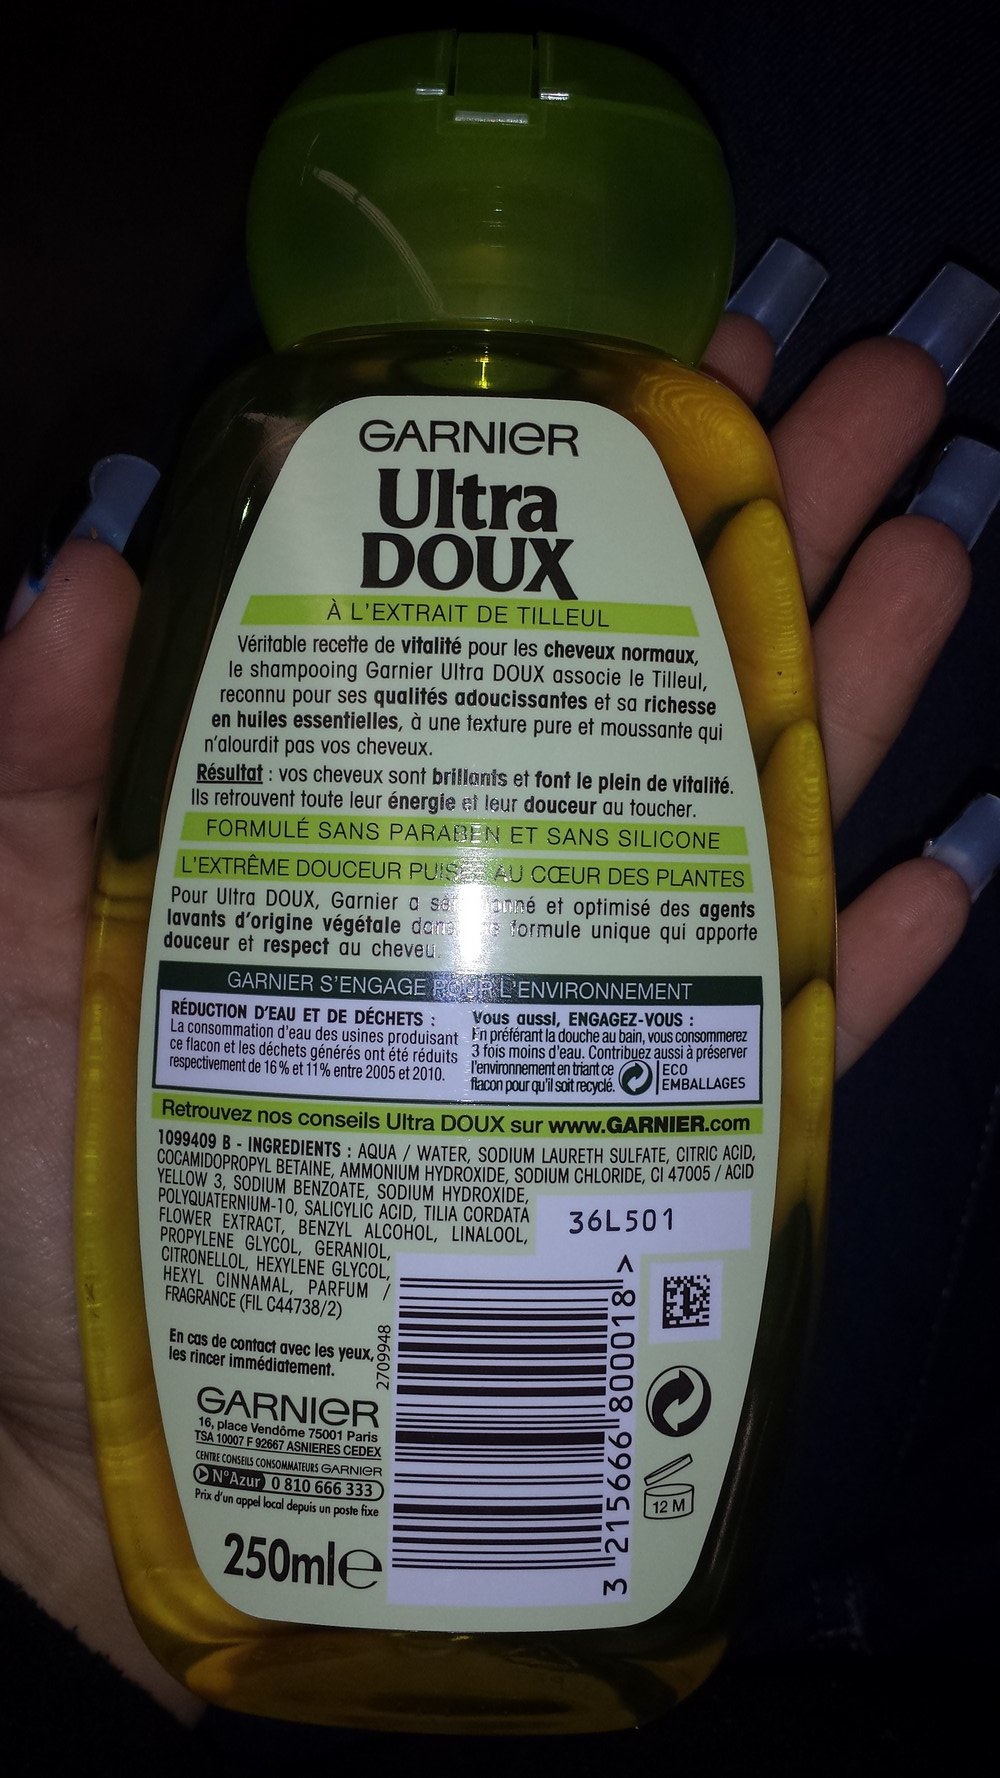 GARNIER
Ultra
DOUX
À L'EXTRAIT DE TILLEUL
Véritable recette de vitalité pour les cheveux normaux,
le shampooing Garnier Ultra DOUX associe le Tilleul,
reconnu pour ses qualités adoucissantes et sa richesse
en huiles essentielles, à une texture pure et moussante qui
n'alourdit pas vos cheveux.
Résultat : vos cheveux sont brillants et font le plein de vitalité.
Ils retrouvent toute leur énergie et leur douceur au toucher.
FORMULÉ SANS PARABEN ET SANS SILICONE
L'EXTRÊME DOUCEUR AU CŒUR DES PLANTES
Pour Ultra DOUX, Garnier a et optimisé des agents
lavants d'origine végétale formule unique qui apporte
douceur et respect au cheveu.
GARNIER S'ENGAGE POUR L'ENVIRONNEMENT
RÉDUCTION D'EAU ET DE DÉCHETS :
La consommation d'eau des usines produisant
ce flacon et les déchets générés ont été réduits
respectivement de 16 % et 11% entre 2005 et 2010.
Vous aussi, ENGAGEZ-VOUS :
En préférant la douche au bain, vous consommerez
3 fois moins d'eau. Contribuez aussi à préserver
l'environnement en triant ce
flacon pour qu'il soit recyclé.
ECO
EMBALLAGES
Retrouvez nos conseils Ultra DOUX sur www.GARNIER.com
1099409 B - INGREDIENTS : AQUA / WATER, SODIUM LAURETH SULFATE, CITRIC ACID,
COCAMIDOPROPYL BETAINE, AMMONIUM HYDROXIDE, SODIUM CHLORIDE, CI 47005 / ACID
YELLOW 3, SODIUM BENZOATE, SODIUM HYDROXIDE,
POLYQUATERNIUM-10, SALICYLIC ACID, TILIA CORDATA
FLOWER EXTRACT, BENZYL ALCOHOL, LINALOOL,
PROPYLENE GLYCOL, GERANIOL,
CITRONELLOL, HEXYLENE GLYCOL,
HEXYL CINNAMAL, PARFUM /
FRAGRANCE (FIL C44738/2)
36L501
En cas de contact avec les yeux,
les rincer immédiatement.
2709948
3 215666 800018 >
GARNIER
16, place Vendôme 75001 Paris
TSA 10007 F 92667 ASNIERES CEDEX
CENTRE CONSEILS CONSOMMATEURS GARNIER
N°Azur 0 810 666 333
Prix d'un appel local depuis un poste fixe
12 M
250ml e